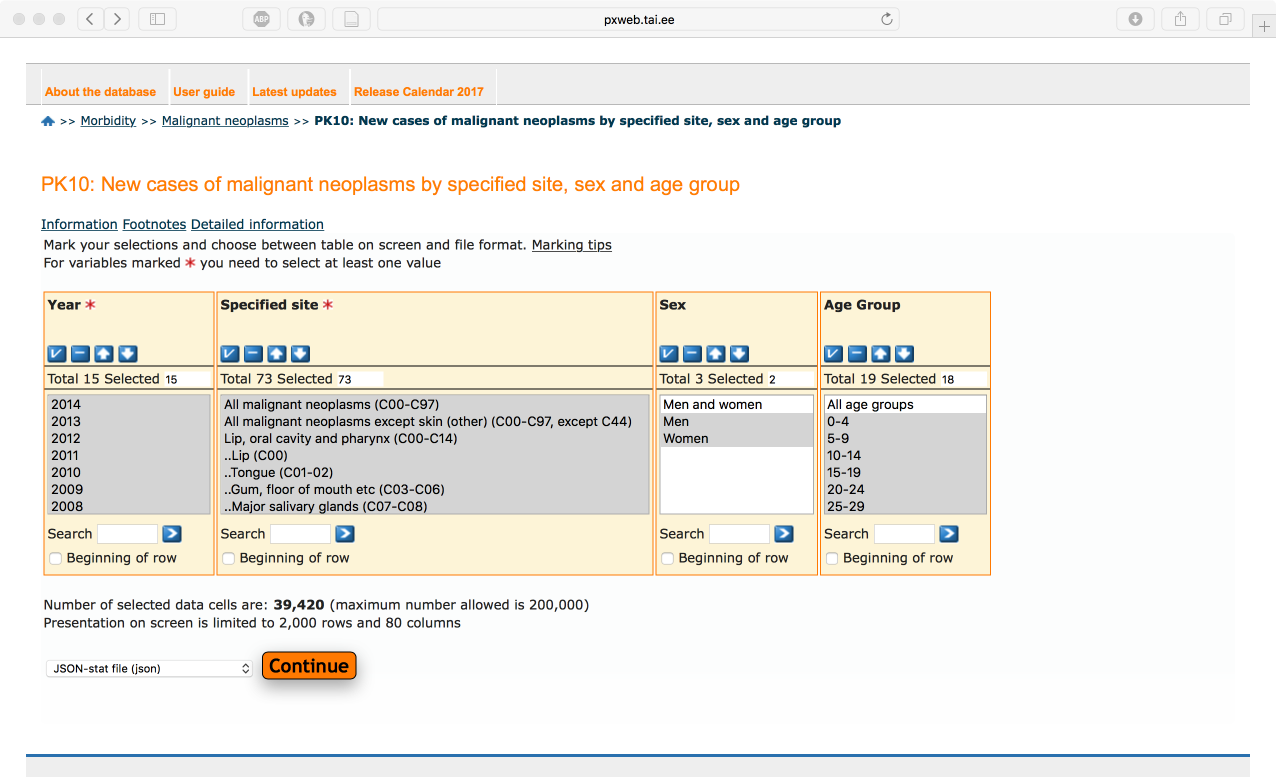 ABP
pxweb.tai.ee
About the database User guide Latest updates Release Calendar 2017
>> Morbidity >> Malignant neoplasms >> PK10: New cases of malignant neoplasms by specified site, sex and age group
PK10: New cases of malignant neoplasms by specified site, sex and age group
Information Footnotes Detailed information
Mark your selections and choose between table on screen and file format. Marking tips
For variables marked * you need to select at least one value
Year *
Total 15 Selected 15
2014
2013
2012
2011
2010
2009
2008
Search
Beginning of row
Specified site *
Total 73 Selected 73
All malignant neoplasms (C00-C97)
All malignant neoplasms except skin (other) (C00-C97, except C44)
Lip, oral cavity and pharynx (C00-C14)
..Lip (C00)
..Tongue (C01-02)
..Gum, floor of mouth etc (C03-C06)
..Major salivary glands (C07-C08)
Search
Beginning of row
Sex
Total 3 Selected 2
Men and women
Men
Women
Search
Beginning of row
Age Group
Total 19 Selected 18
All age groups
0-4
5-9
10-14
15-19
20-24
25-29
Search
Beginning of row
Number of selected data cells are: 39,420 (maximum number allowed is 200,000)
Presentation on screen is limited to 2,000 rows and 80 columns
JSON-stat file (json) Continue